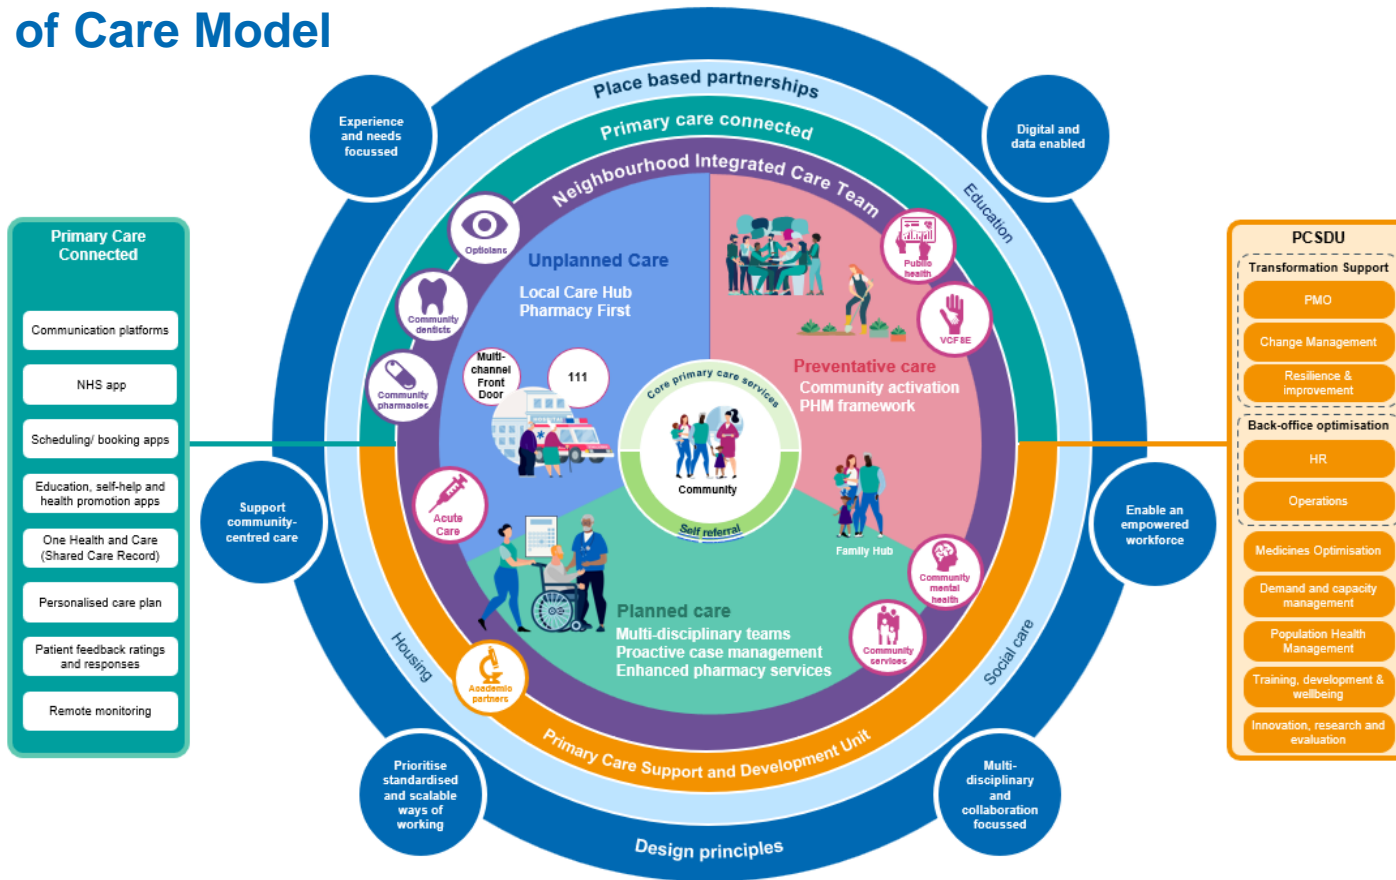 of Care Model
Place based partnerships
Primary care connected
Neighbourhood Integrated Care Team
Education
Social care
Housing
Primary Care Support and Development Unit
Design principles
Experience
and needs
focussed
Digital and
data enabled
Support
community-
centred care
Enable an
empowered
workforce
Prioritise
standardised
and scalable
ways of
working
Multi-
disciplinary
and
collaboration
focussed
Primary Care
Connected
Communication platforms
NHS app
Scheduling/ booking apps
Education, self-help and
health promotion apps
One Health and Care
(Shared Care Record)
Personalised care plan
Patient feedback ratings
and responses
Remote monitoring
Opticians
Community
dentists
Community
pharmacies
Acute
Care
Academic
partners
Public
health
VCFSE
Community
mental
health
Community
services
Unplanned Care
Local Care Hub
Pharmacy First
Multi-
channel
Front
Door
111
HOSPITAL
Preventative care
Community activation
PHM framework
Family Hub
Core primary care services
Community
Self referral
Planned care
Multi-disciplinary teams
Proactive case management
Enhanced pharmacy services
PCSDU
Transformation Support
PMO
Change Management
Resilience &
improvement
Back-office optimisation
HR
Operations
Medicines Optimisation
Demand and capacity
management
Population Health
Management
Training, development &
wellbeing
Innovation, research and
evaluation